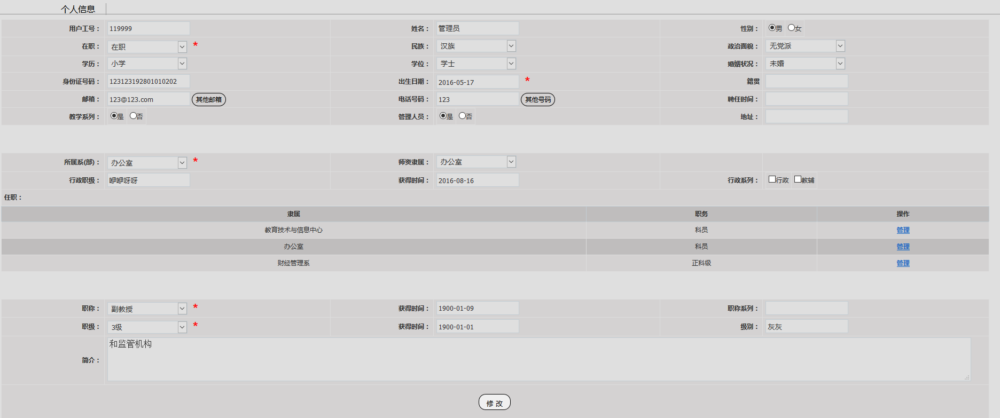 个人信息
用户工号： 119999 姓名： 管理员 性别： 男 女
在职： 在职 * 民族： 汉族 政治面貌： 无党派
学历： 小学 学位： 学士 婚姻状况： 未婚
身份证号码： 123123192801010202 出生日期： 2016-05-17 * 籍贯
邮箱： 123@123.com 其他邮箱 电话号码： 123 其他号码 聘任时间：
教学系列： 是 否 管理人员： 是 否 地址：
所属系(部)： 办公室 * 师资隶属： 办公室
行政职级： 咿咿呀呀 获得时间： 2016-08-16 行政系列： 行政 教辅
任职：
隶属 职务 操作
教育技术与信息中心 科员 管理
办公室 科员 管理
财经管理系 正科级 管理
职称： 副教授 * 获得时间： 1900-01-09 职称系列：
职级： 3级 * 获得时间： 1900-01-01 级别： 灰灰
简介： 和监管机构
修 改